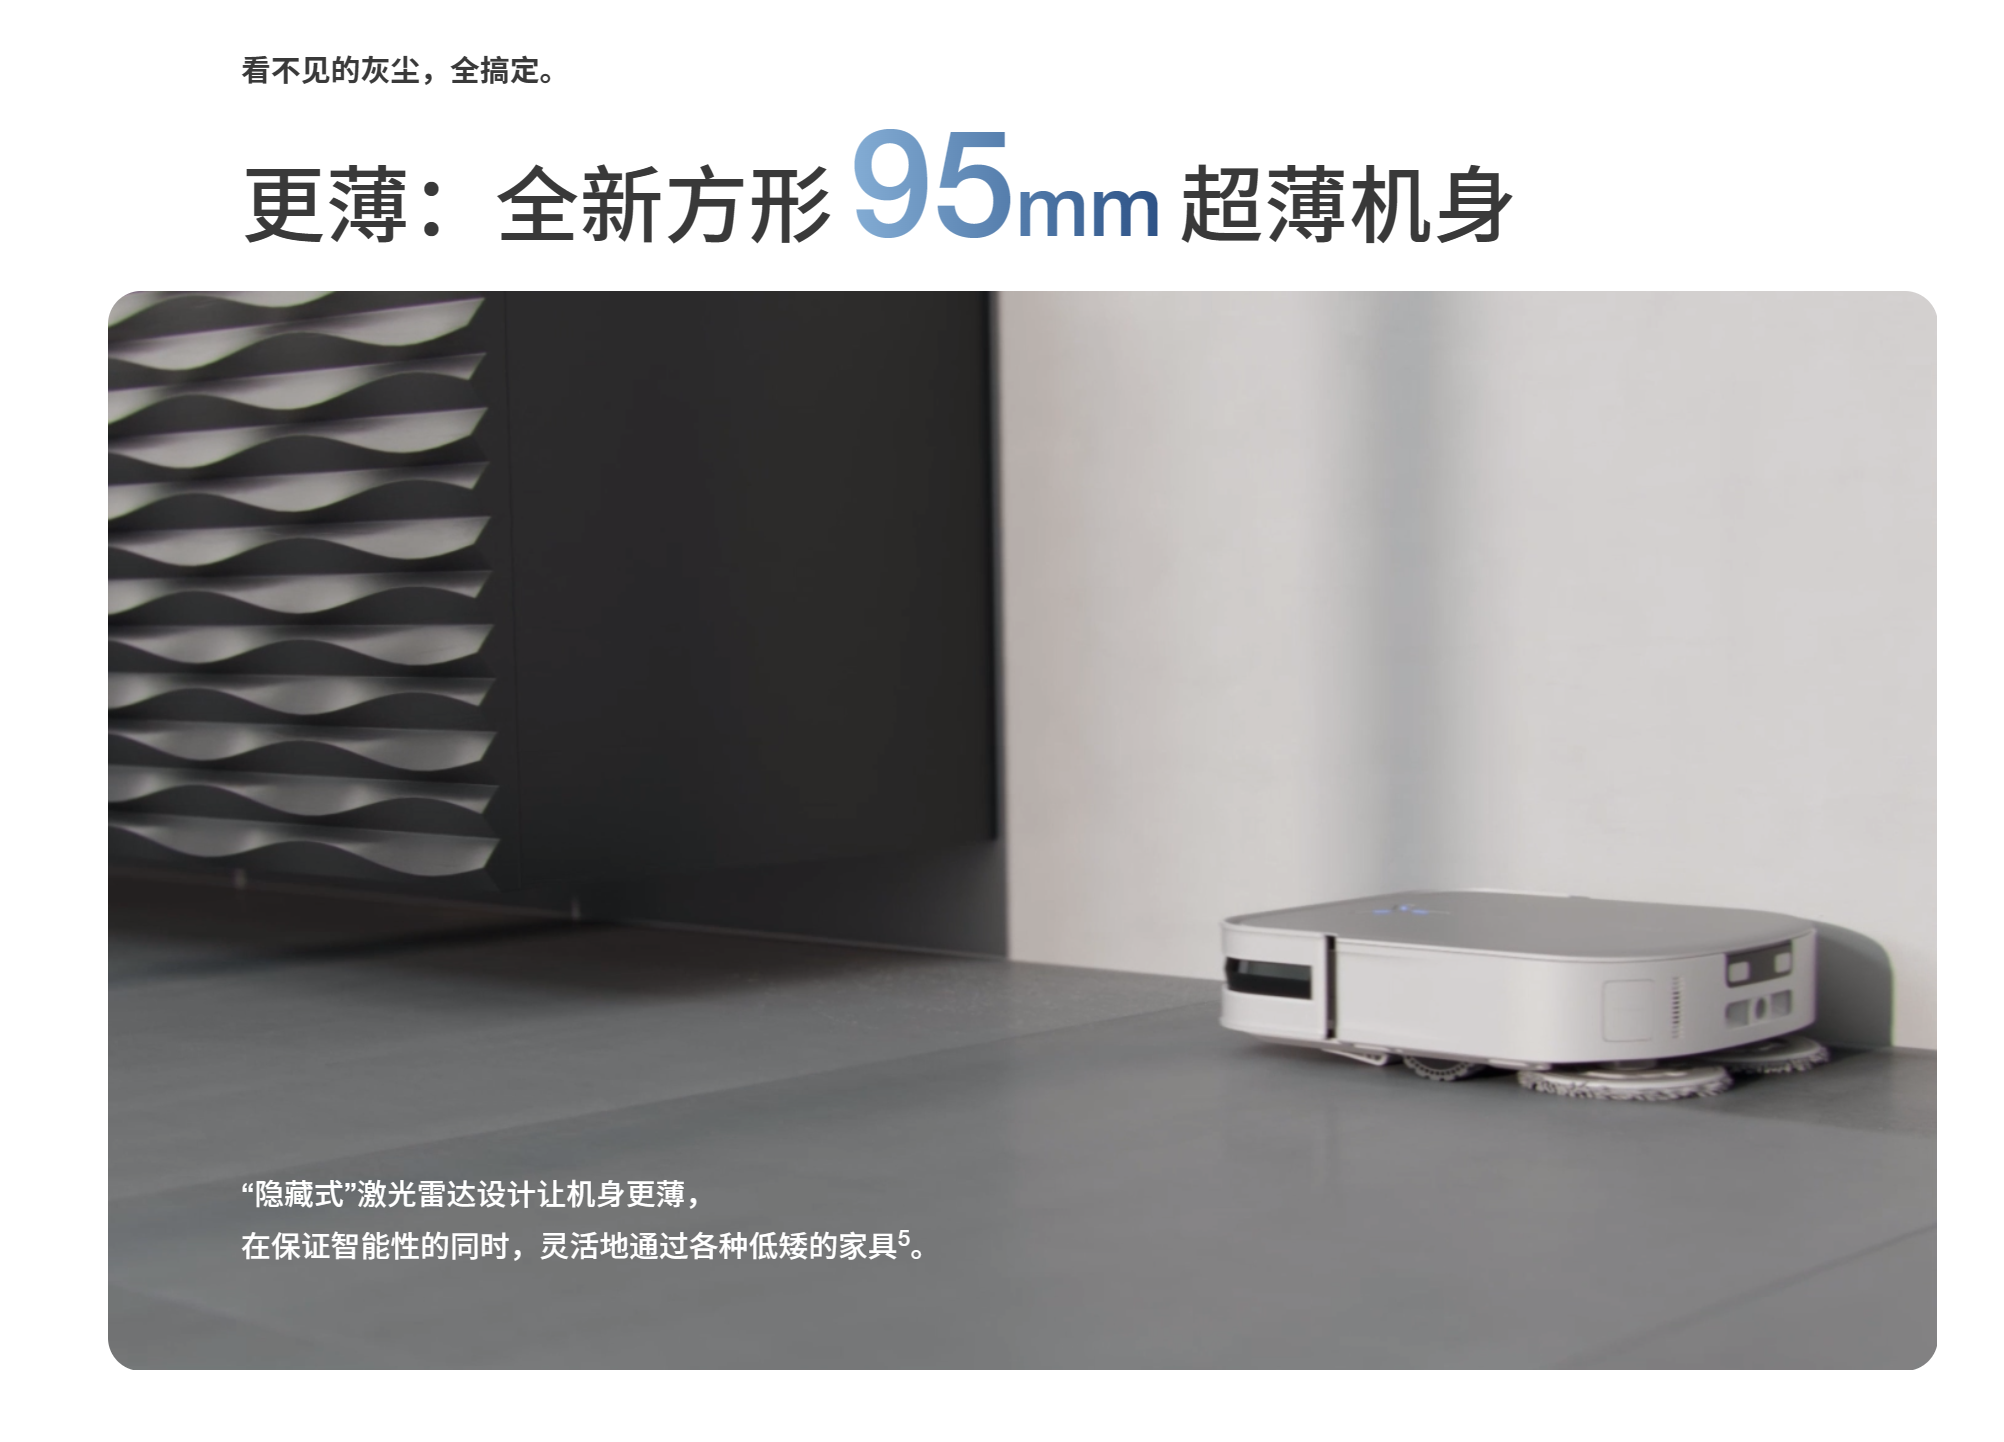 看不见的灰尘，全搞定。
更薄：全新方形 95mm 超薄机身
“隐藏式”激光雷达设计让机身更薄，
在保证智能性的同时，灵活地通过各种低矮的家具⁵。